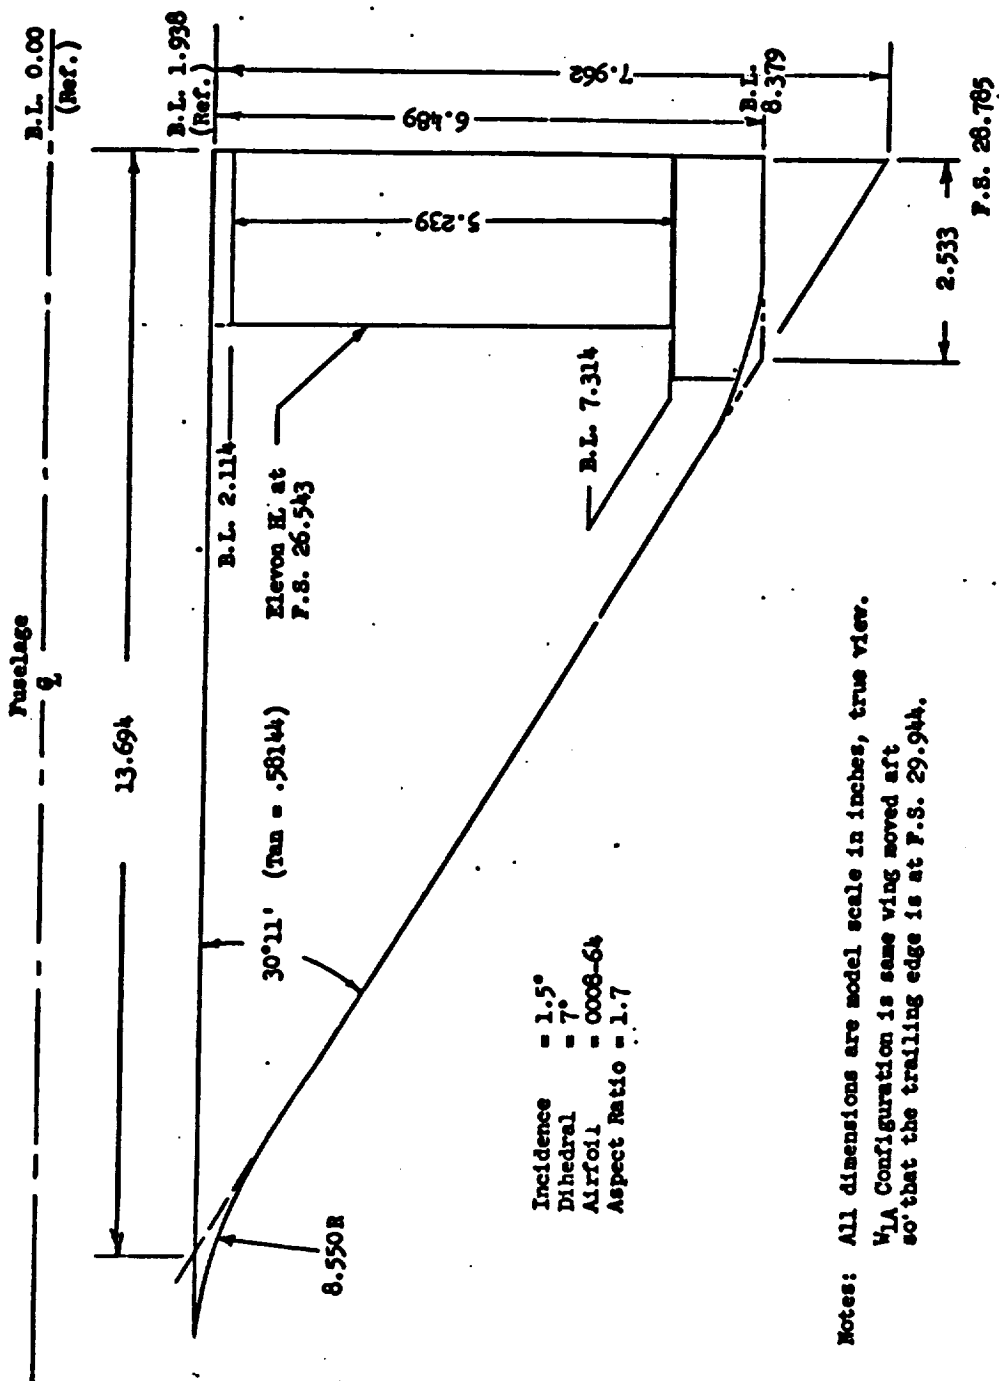 Fuselage
℄
B.L. 0.00
(Ref.)
13.694
B.L. 1.938
(Ref.)
B.L. 2.114
Elevon HL at
F.S. 26.543
5.239
6.489
7.962
B.L.
8.379
30°11' (Tan = .58144)
B.L. 7.314
2.533
F.S. 28.785
8.550R
Incidence = 1.5°
Dihedral = 7°
Airfoil = 0008-64
Aspect Ratio = 1.7
Notes: All dimensions are model scale in inches, true view.
W1A Configuration is same wing moved aft
so that the trailing edge is at F.S. 29.944.